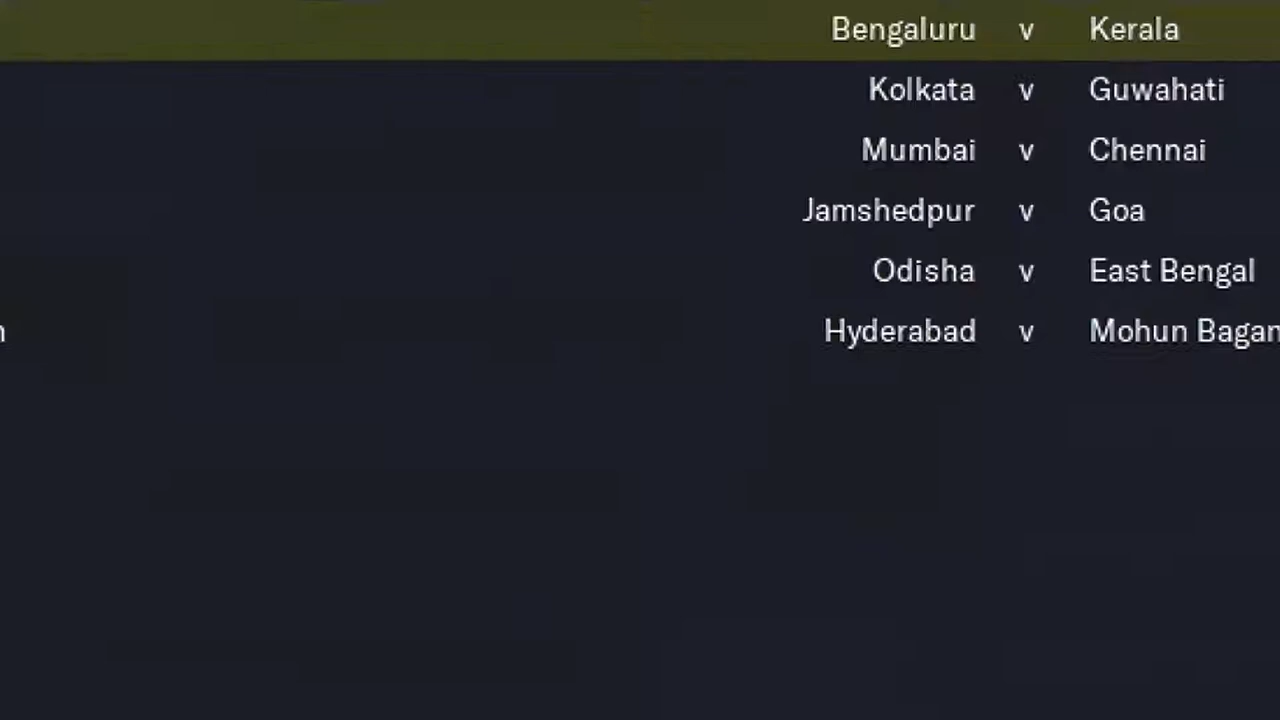 Bengaluru v Kerala
Kolkata v Guwahati
Mumbai v Chennai
Jamshedpur v Goa
Odisha v East Bengal
Hyderabad v Mohun Bagan